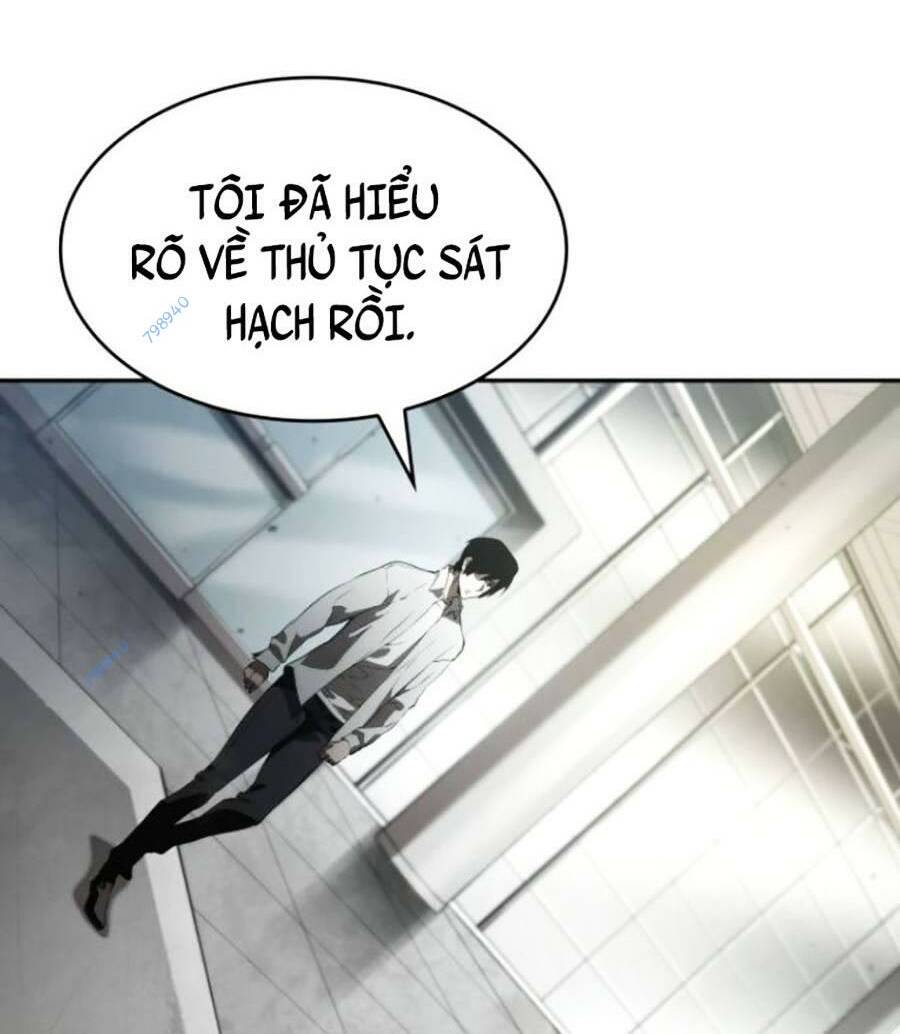 TÔI ĐÃ HIỂU
RÕ VỀ THỦ TỤC SÁT
HẠCH RỒI.
798940